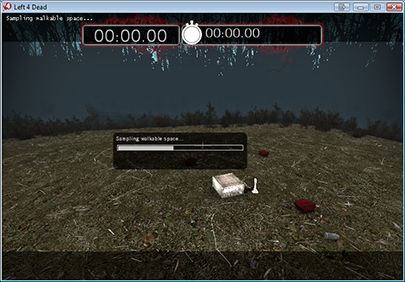 Left 4 Dead
Sampling walkable space...
00:00.00
00:00.00
Sampling walkable space...